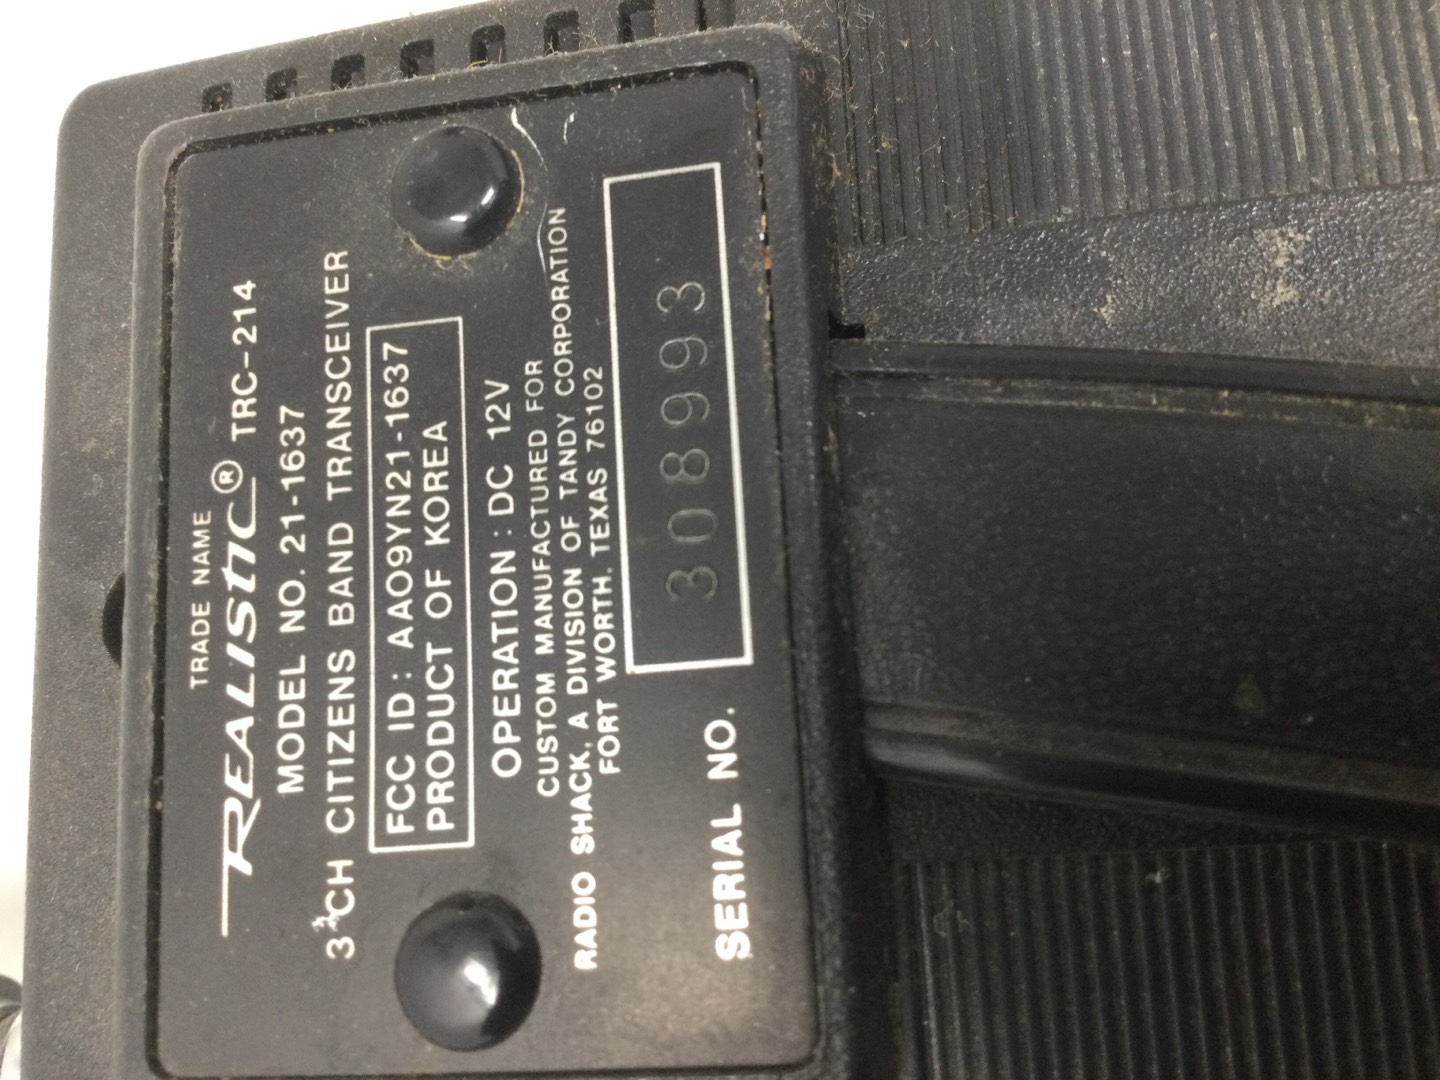 TRADE NAME
REALISTIC® TRC-214
MODEL NO. 21-1637
3 CH CITIZENS BAND TRANSCEIVER
FCC ID : AAO9YN21-1637
PRODUCT OF KOREA
OPERATION : DC 12V
CUSTOM MANUFACTURED FOR
RADIO SHACK, A DIVISION OF TANDY CORPORATION
FORT WORTH, TEXAS 76102
SERIAL NO. 308993